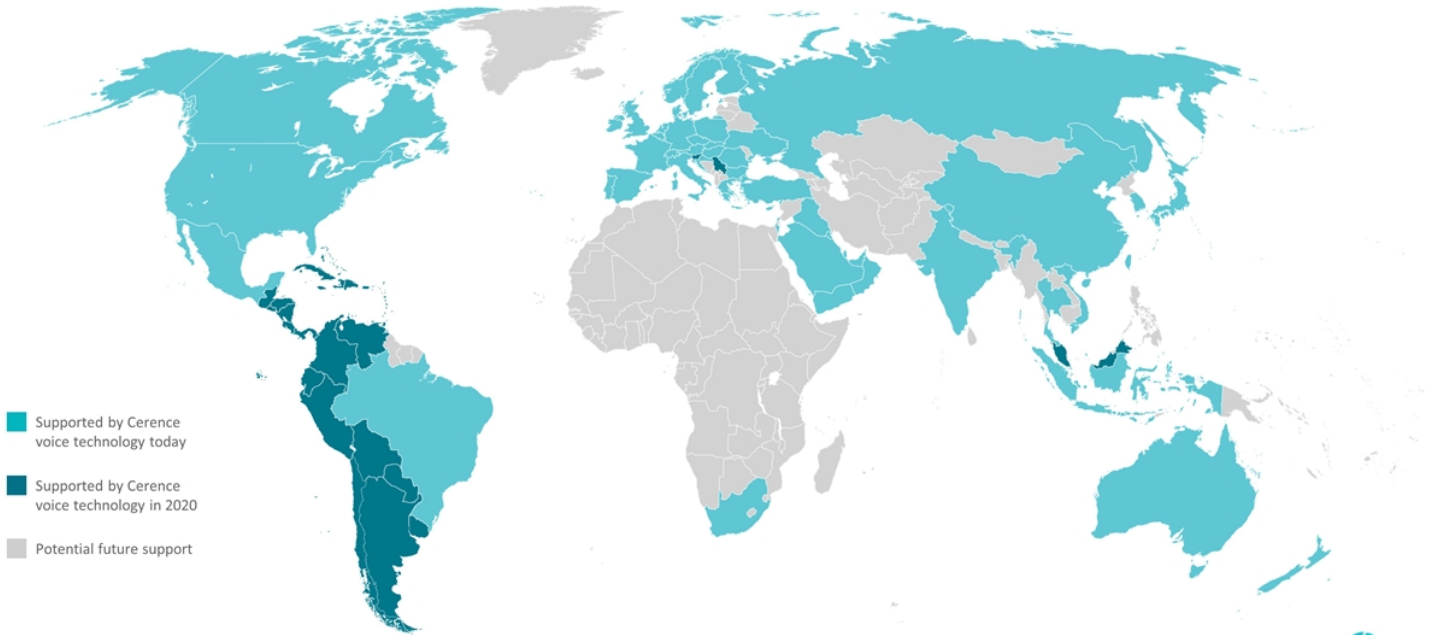 Supported by Cerence
voice technology today
Supported by Cerence
voice technology in 2020
Potential future support